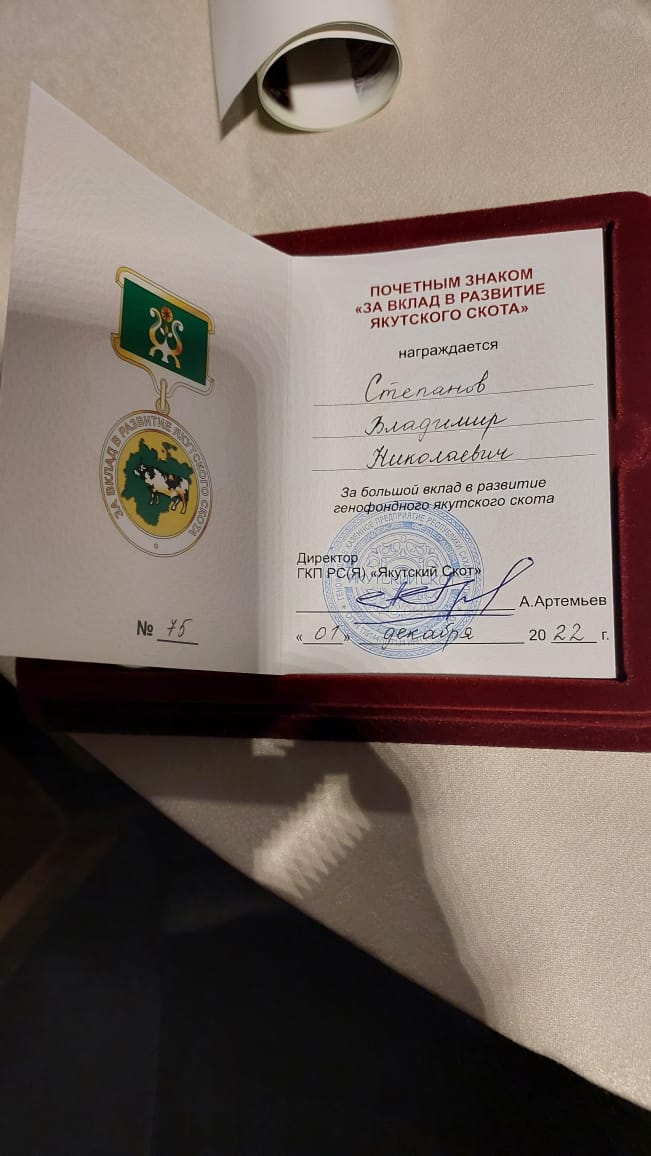 ЗА ВКЛАД В РАЗВИТИЕ ЯКУТСКОГО СКОТА
№ 75
ПОЧЕТНЫМ ЗНАКОМ
«ЗА ВКЛАД В РАЗВИТИЕ
ЯКУТСКОГО СКОТА»
награждается
Степанов
Владимир
Николаевич
За большой вклад в развитие
генофондного якутского скота
Директор
ГКП РС(Я) «Якутский Скот»
А.Артемьев
« 01 » декабря 2022 г.